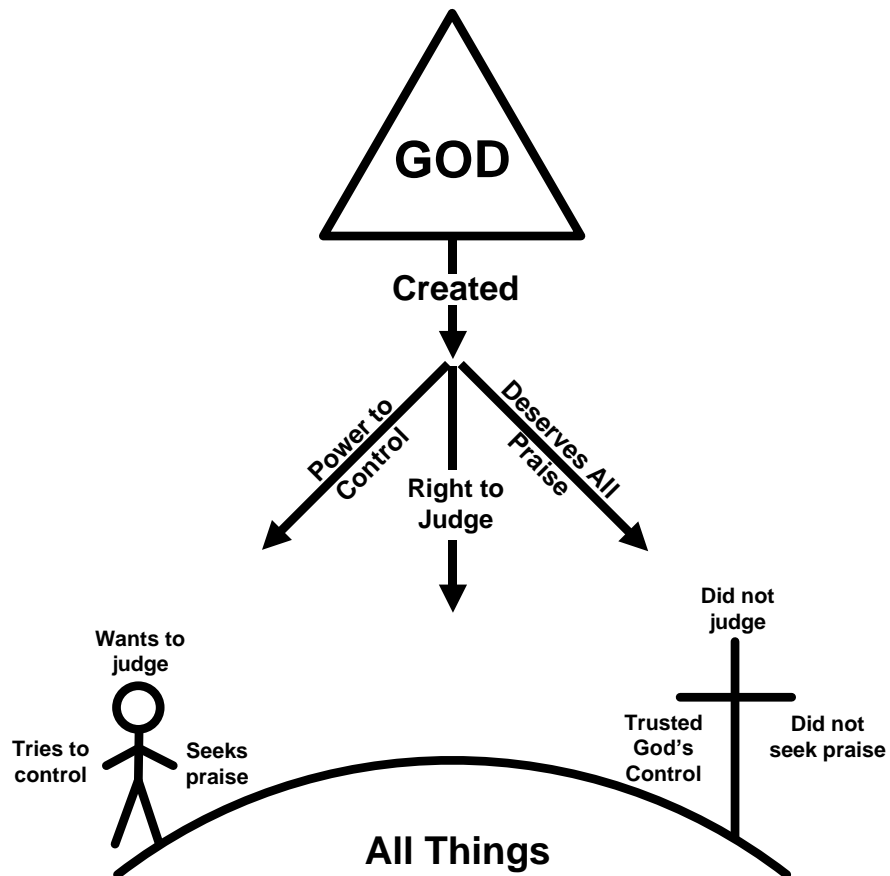 GOD
Created
Power to
Control
Right to
Judge
Deserves All
Praise
Wants to
judge
Tries to
control
Seeks
praise
Did not
judge
Trusted
God's
Control
Did not
seek praise
All Things